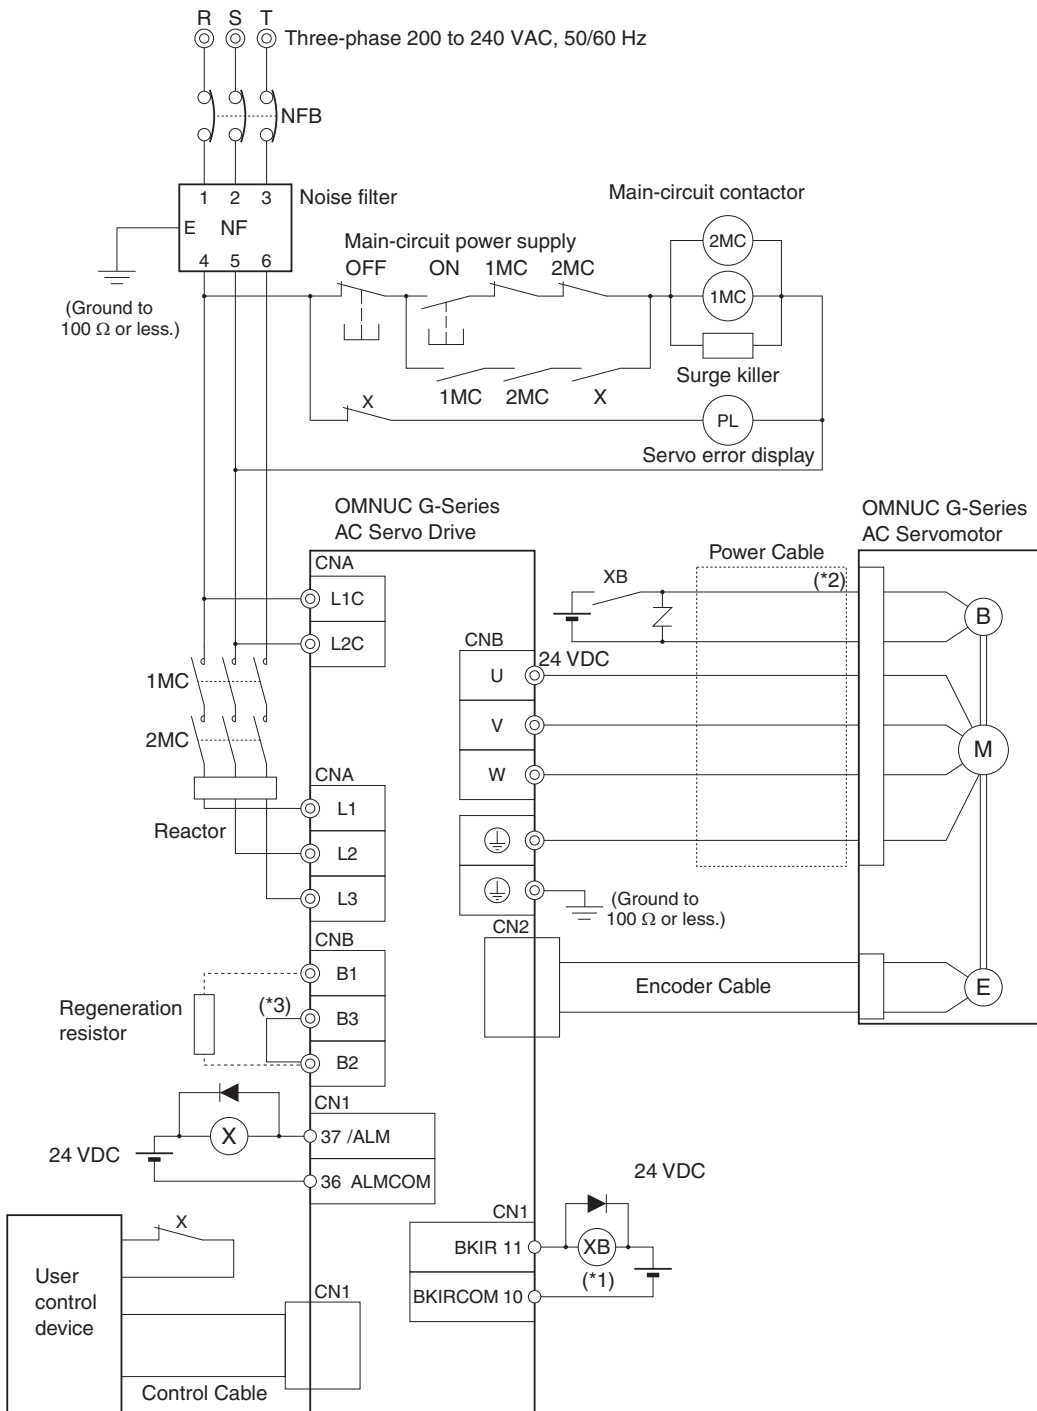 R S T
Three-phase 200 to 240 VAC, 50/60 Hz
NFB
1 2 3
Noise filter
E NF
4 5 6
(Ground to
100 Ω or less.)
Main-circuit contactor
2MC
1MC
Surge killer
Main-circuit power supply
OFF ON 1MC 2MC
1MC 2MC X
X
PL
Servo error display
OMNUC G-Series
AC Servo Drive
OMNUC G-Series
AC Servomotor
CNA
L1C
L2C
1MC
2MC
Reactor
CNA
L1
L2
L3
CNB
B1
(*3)
B3
B2
Regeneration
resistor
XB
24 VDC
Power Cable
(*2)
B
CNB
U
V
W
M
(Ground to
100 Ω or less.)
CN2
Encoder Cable
E
CN1
X
37 /ALM
24 VDC
36 ALMCOM
24 VDC
CN1
BKIR 11
XB
(*1)
BKIRCOM 10
X
User
control
device
CN1
Control Cable